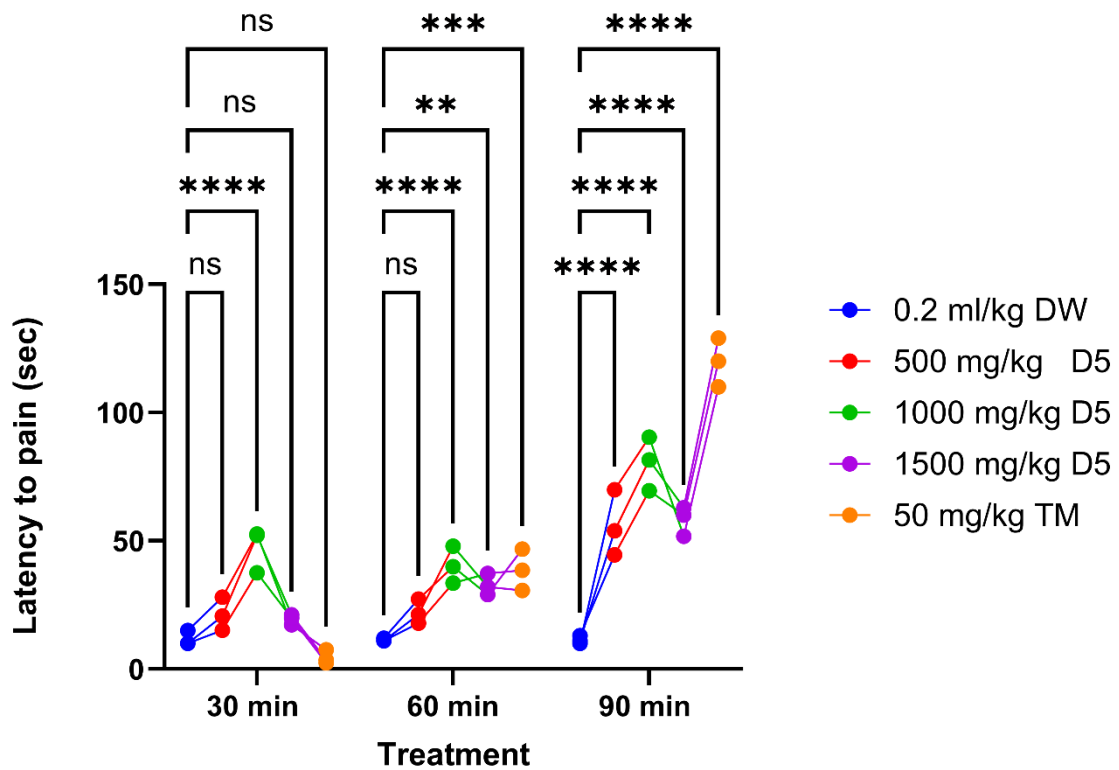 ns
***
****
ns
**
****
****
****
****
ns
ns
****
150
100
50
0
Latency to pain (sec)
30 min
60 min
90 min
Treatment
0.2 ml/kg DW
500 mg/kg D5
1000 mg/kg D5
1500 mg/kg D5
50 mg/kg TM